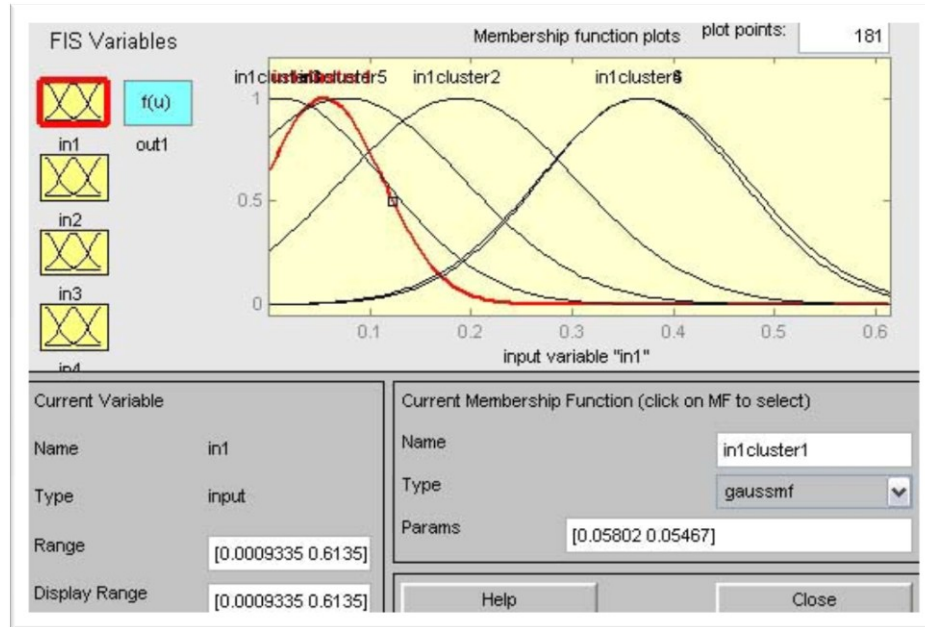 FIS Variables
f(u)
in1
out1
in2
in3
in4
Membership function plots
plot points:
181
in1cluster2
1
0.5
0
0.1
0.2
0.3
0.4
0.5
0.6
input variable "in1"
Current Variable
Name
in1
Type
input
Range
[0.0009335 0.6135]
Display Range
[0.0009335 0.6135]
Current Membership Function (click on MF to select)
Name
in1cluster1
Type
gaussmf
Params
[0.05802 0.05467]
Help
Close